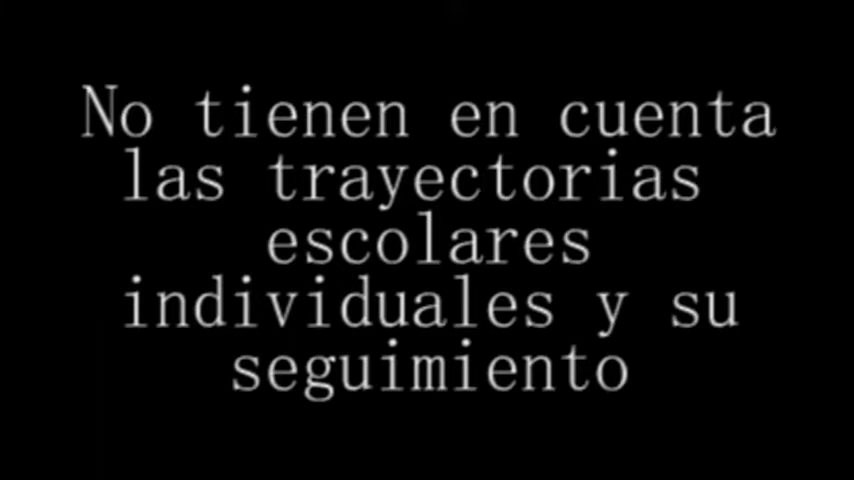 No tienen en cuenta
las trayectorias
escolares
individuales y su
seguimiento